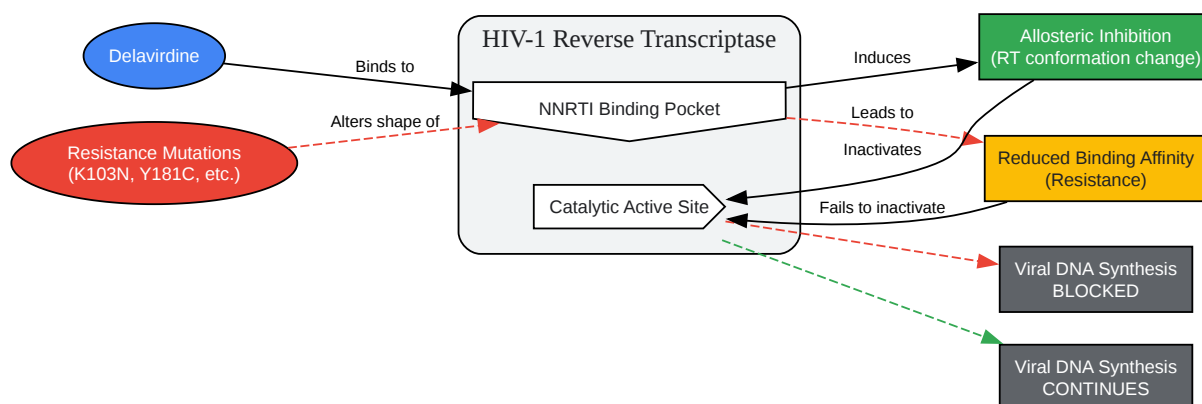 HIV-1 Reverse Transcriptase
Delavirdine
Binds to
NNRTI Binding Pocket
Induces
Allosteric Inhibition
(RT conformation change)
Resistance Mutations
(K103N, Y181C, etc.)
Alters shape of
Leads to
Inactivates
Reduced Binding Affinity
(Resistance)
Catalytic Active Site
Fails to inactivate
Viral DNA Synthesis
BLOCKED
Viral DNA Synthesis
CONTINUES